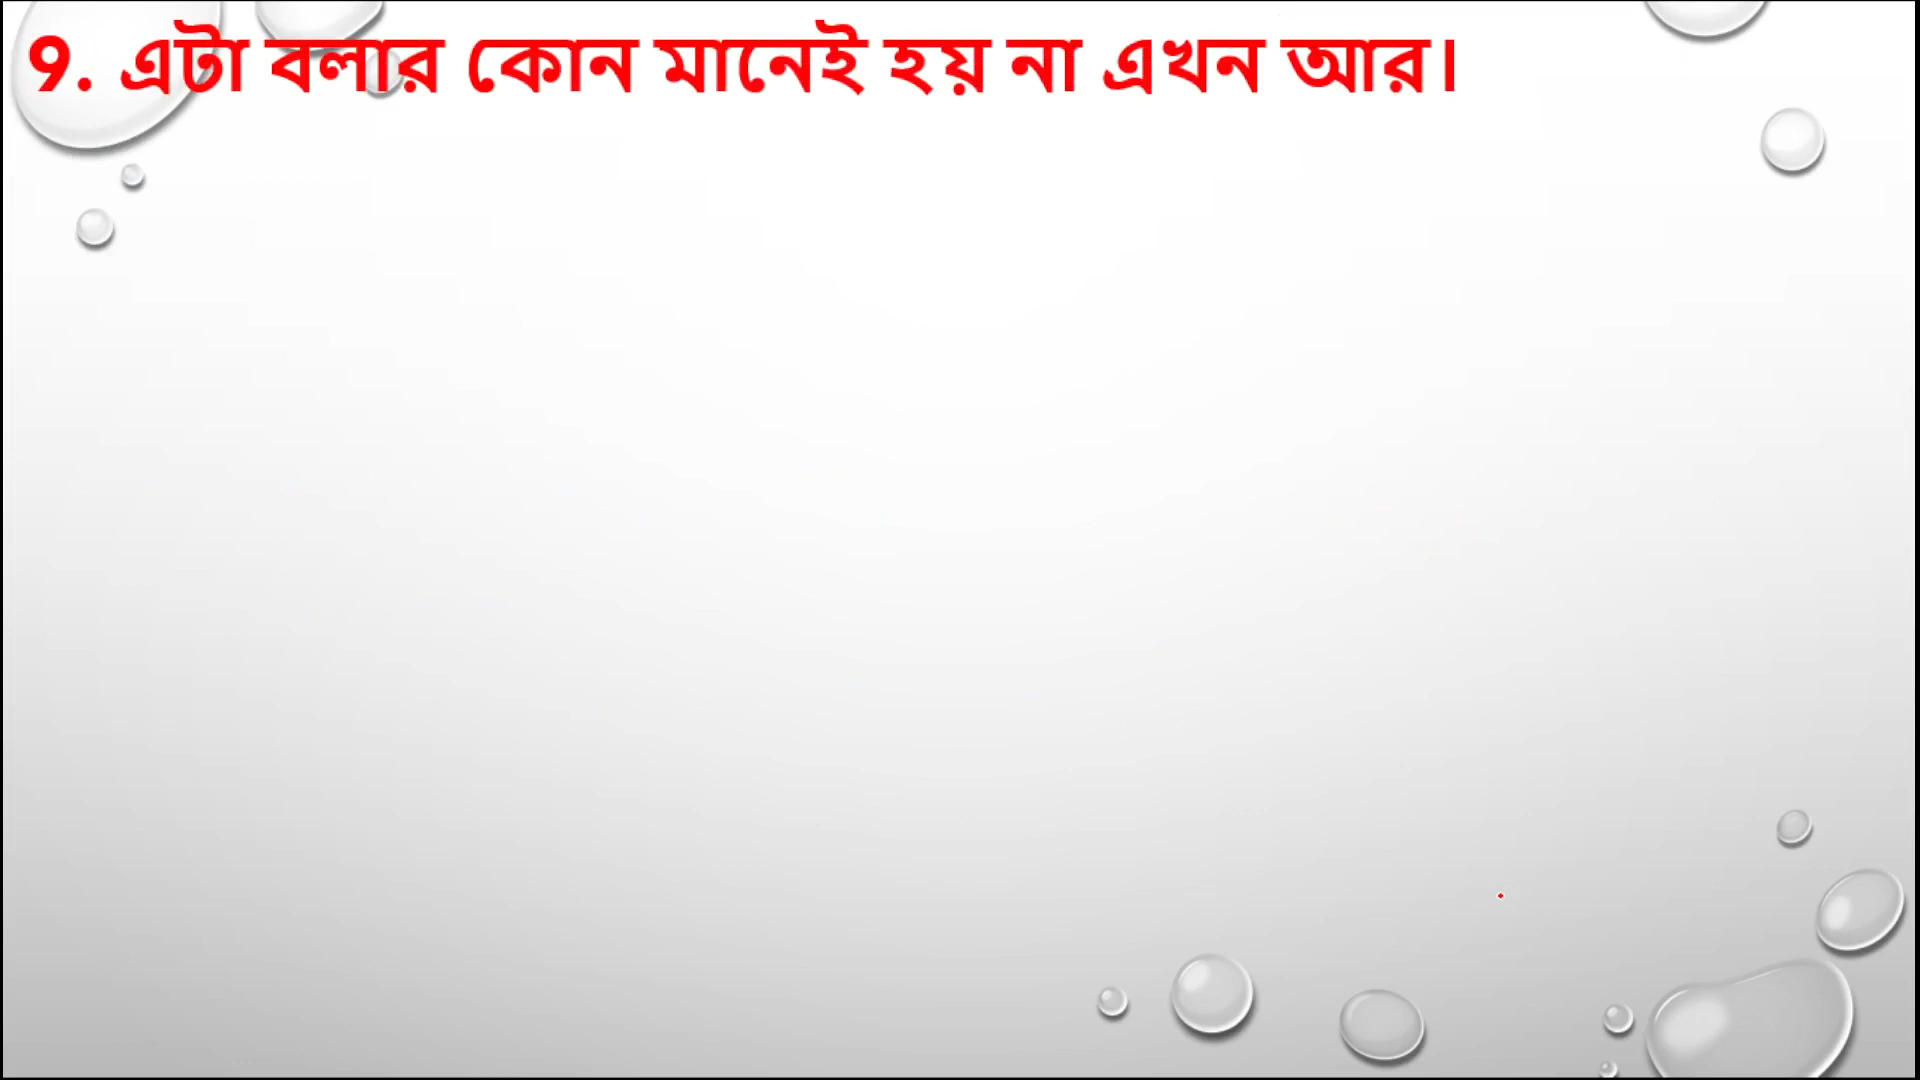 9. এটা বলার কোন মানেই হয় না এখন আর।